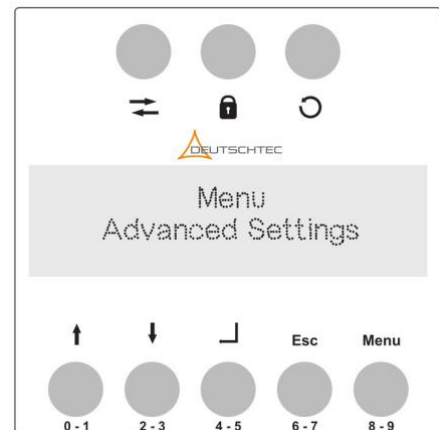 DEUTSCHTEC
Menu
Advanced Settings
Esc Menu
0 - 1 2 - 3 4 - 5 6 - 7 8 - 9